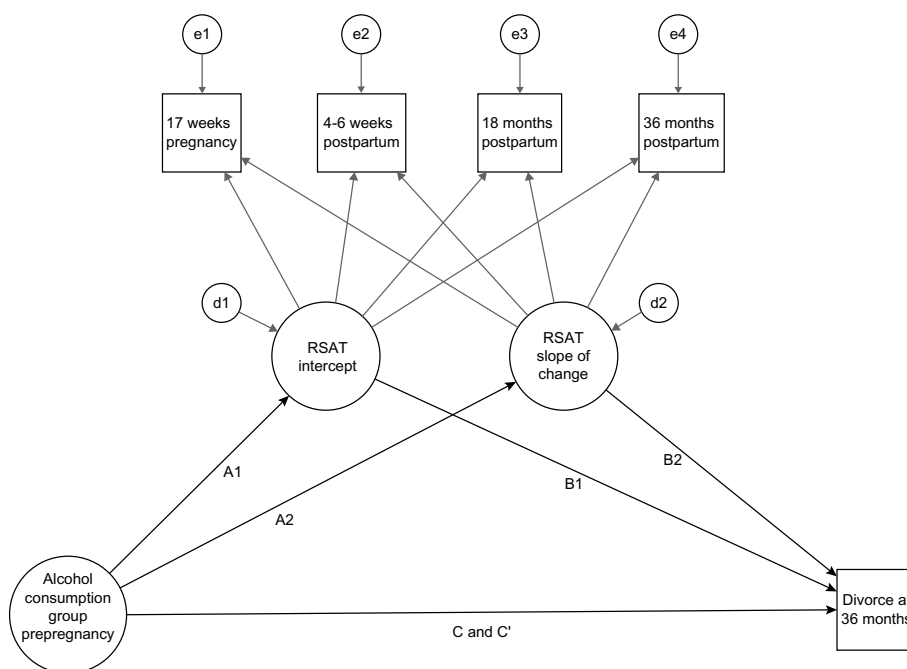 e1
e2
e3
e4
17 weeks
pregnancy
4-6 weeks
postpartum
18 months
postpartum
36 months
postpartum
d1
d2
RSAT
intercept
RSAT
slope of
change
A1
A2
B1
B2
Alcohol
consumption
group
prepregnancy
C and C'
Divorce
36 months